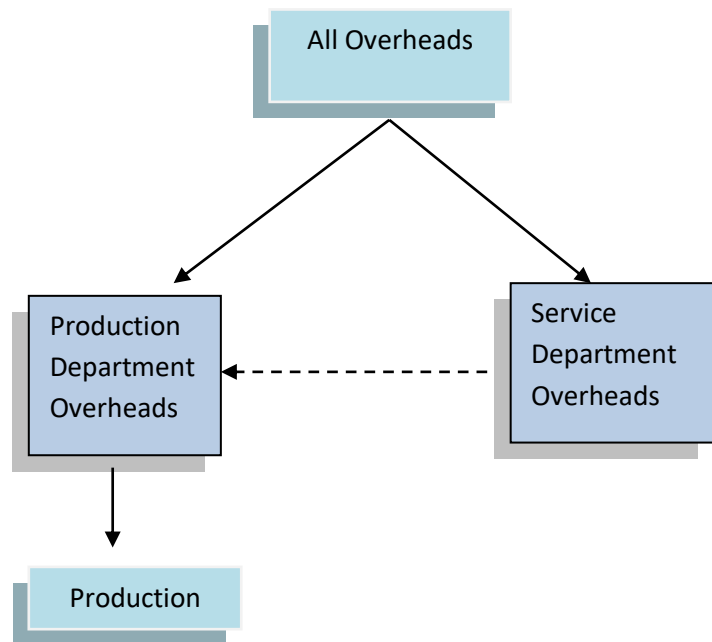 All Overheads
Production
Department
Overheads
Service
Department
Overheads
Production